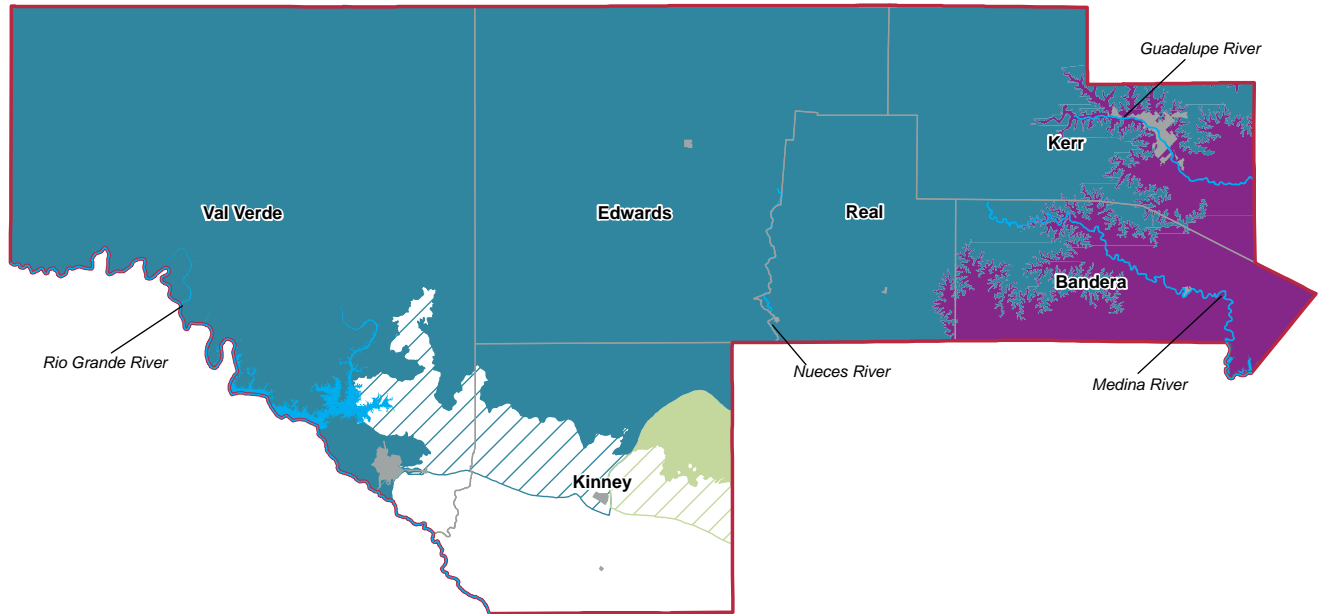 Guadalupe River
Kerr
Val Verde
Edwards
Real
Bandera
Rio Grande River
Nueces River
Medina River
Kinney